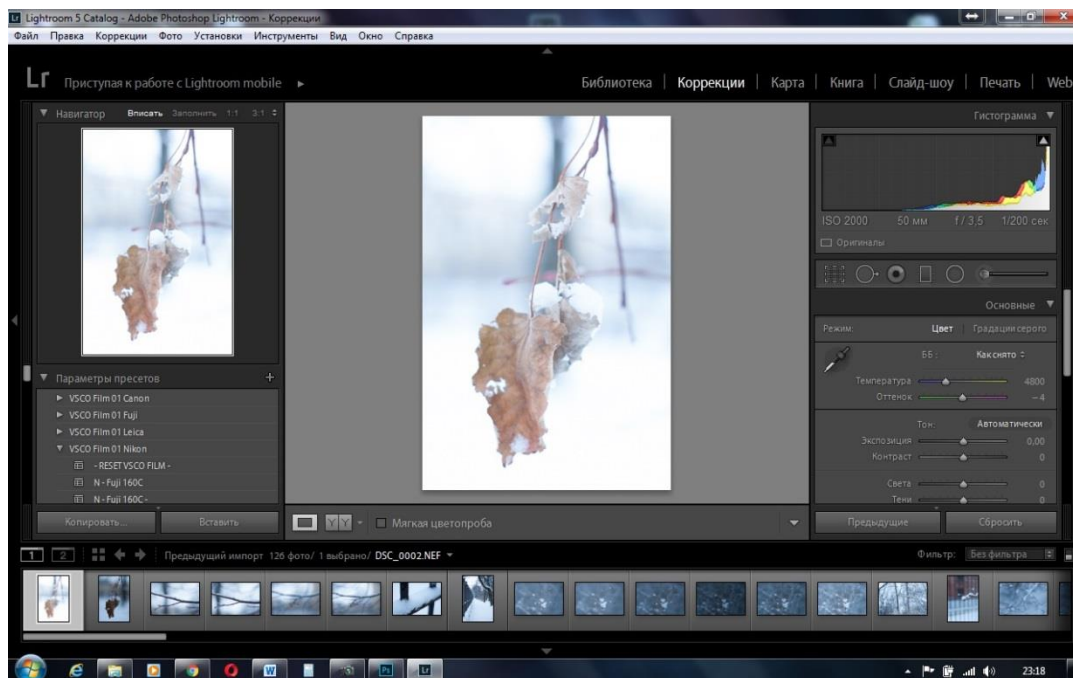 Lightroom 5 Catalog - Adobe Photoshop Lightroom - Коррекции
Файл Правка Коррекции Фото Установки Инструменты Вид Окно Справка
Lr Приступая к работе с Lightroom mobile
Библиотека | Коррекции | Карта | Книга | Слайд-шоу | Печать | Web
Навигатор Вписать Заполнить 1:1 3:1
Гистограмма
ISO 2000 50 мм f / 3,5 1/200 сек
Оригиналы
Основные
Режим: Цвет Градации серого
ББ : Как снято
Температура 4800
Оттенок – 4
Тон: Автоматически
Экспозиция 0,00
Контраст 0
Света 0
Тени 0
Параметры пресетов +
VSCO Film 01 Canon
VSCO Film 01 Fuji
VSCO Film 01 Leica
VSCO Film 01 Nikon
- RESET VSCO FILM -
N - Fuji 160C
N - Fuji 160C -
Копировать... Вставить
Y Y Мягкая цветопроба
Предыдущие Сбросить
1 2 Предыдущий импорт 126 фото/ 1 выбрано/ DSC_0002.NEF
Фильтр: Без фильтра
W Ps Lr 23:18